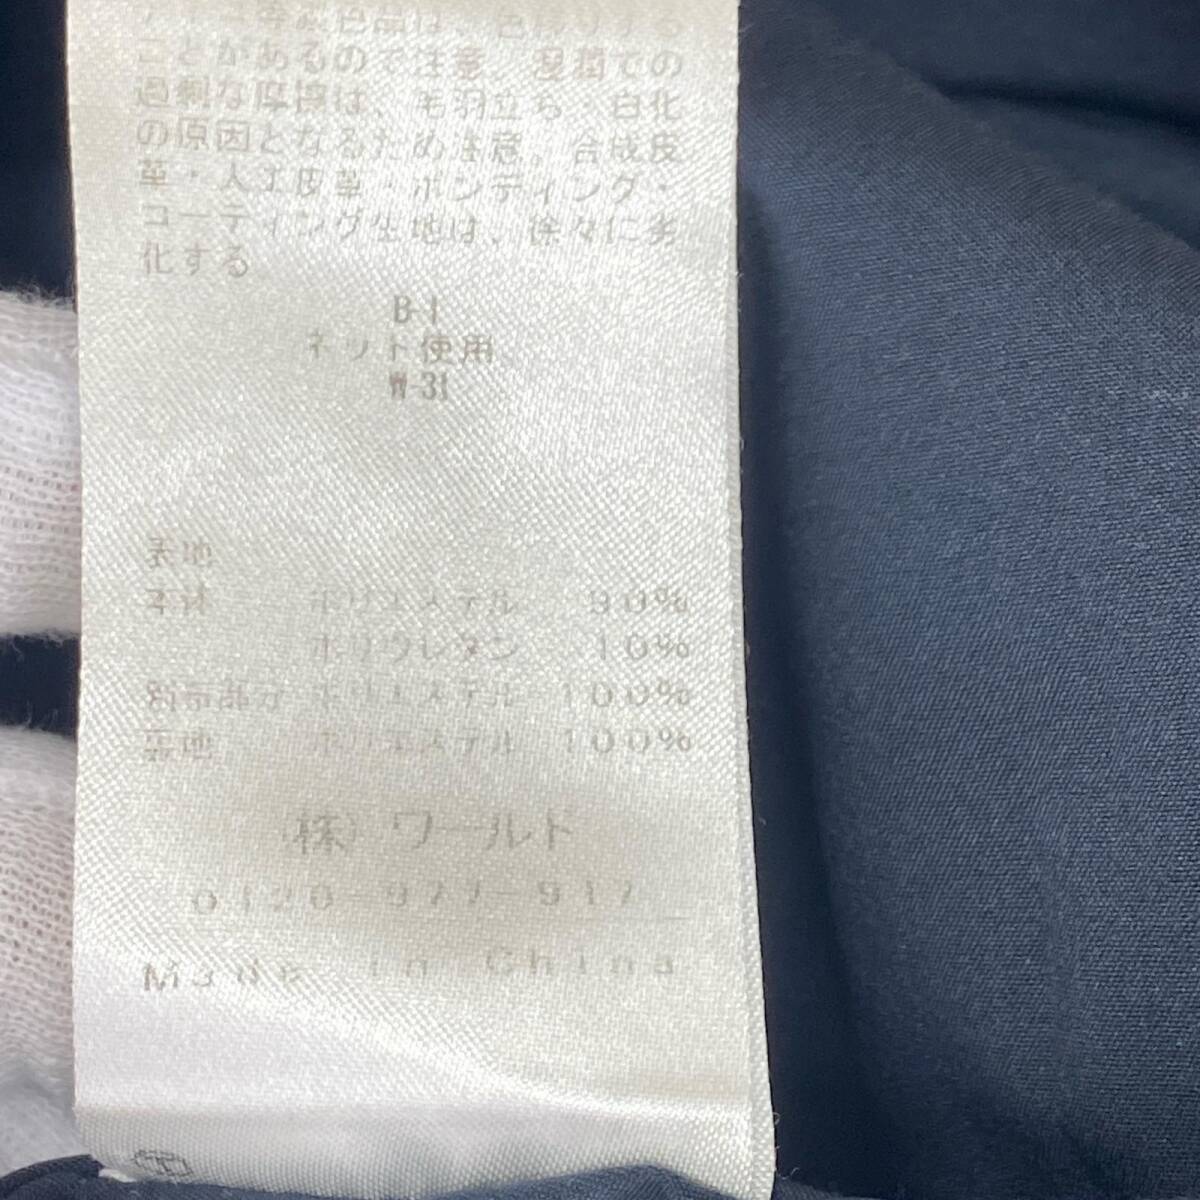 ことがあるので注意。湿潤での
過剰な摩擦は、毛羽立ち・白化
の原因となるため注意。合成皮
革・人工皮革・ボンディング・
コーティング生地は、徐々に劣
化する
B-1
ネット使用
W-31
表地
本体 ポリエステル 90%
ポリウレタン 10%
別布部分 ポリエステル 100%
裏地 ポリエステル 100%
(株)ワールド
0120-977-917
Made in China